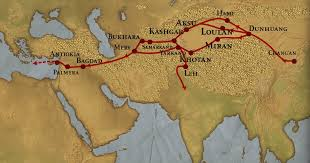 Hami
Aksu
Loulan
Dunhuang
Kashgar
Bukhara
Samarkand
Miran
Changan
Antiokia
Merv
Yarkand
Khotan
Bagdad
Palmyra
Leh